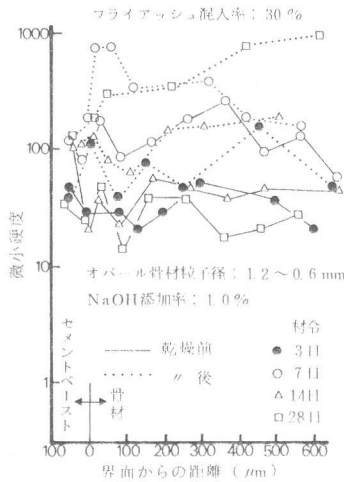 フライアッシュ混入率：30％
微小硬度
1000
100
10
1
オパール骨材粒子径：1.2～0.6mm
NaOH添加率：1.0％
セメントペースト
骨材
乾燥前
〃 後
材令
3日
7日
14日
28日
100 0 100 200 300 400 500 600
界面からの距離（μm）